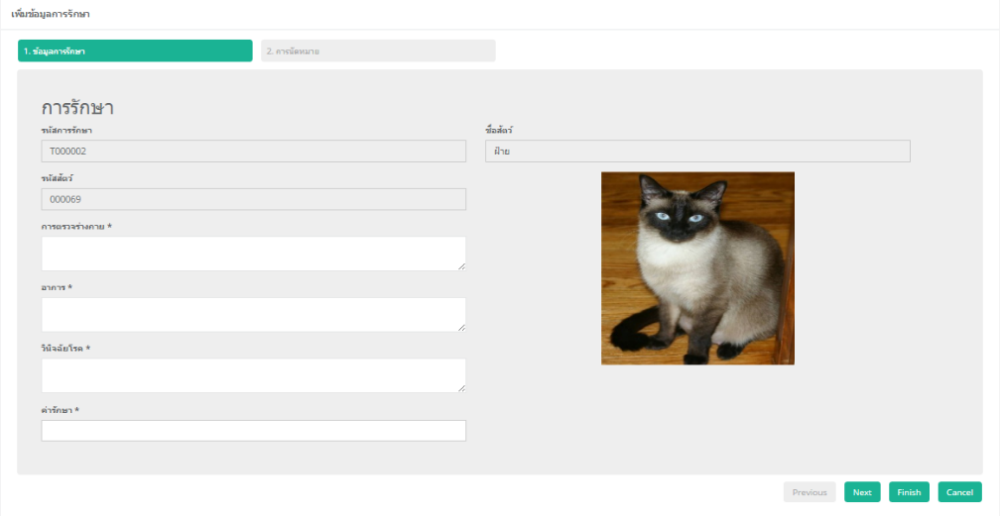 เพิ่มข้อมูลการรักษา
1. ข้อมูลการรักษา
2. การนัดหมาย
การรักษา
รหัสการรักษา
ชื่อสัตว์
T000002
ฝ้าย
รหัสสัตว์
000069
การตรวจร่างกาย *
อาการ *
วินิจฉัยโรค *
ค่ารักษา *
Previous
Next
Finish
Cancel